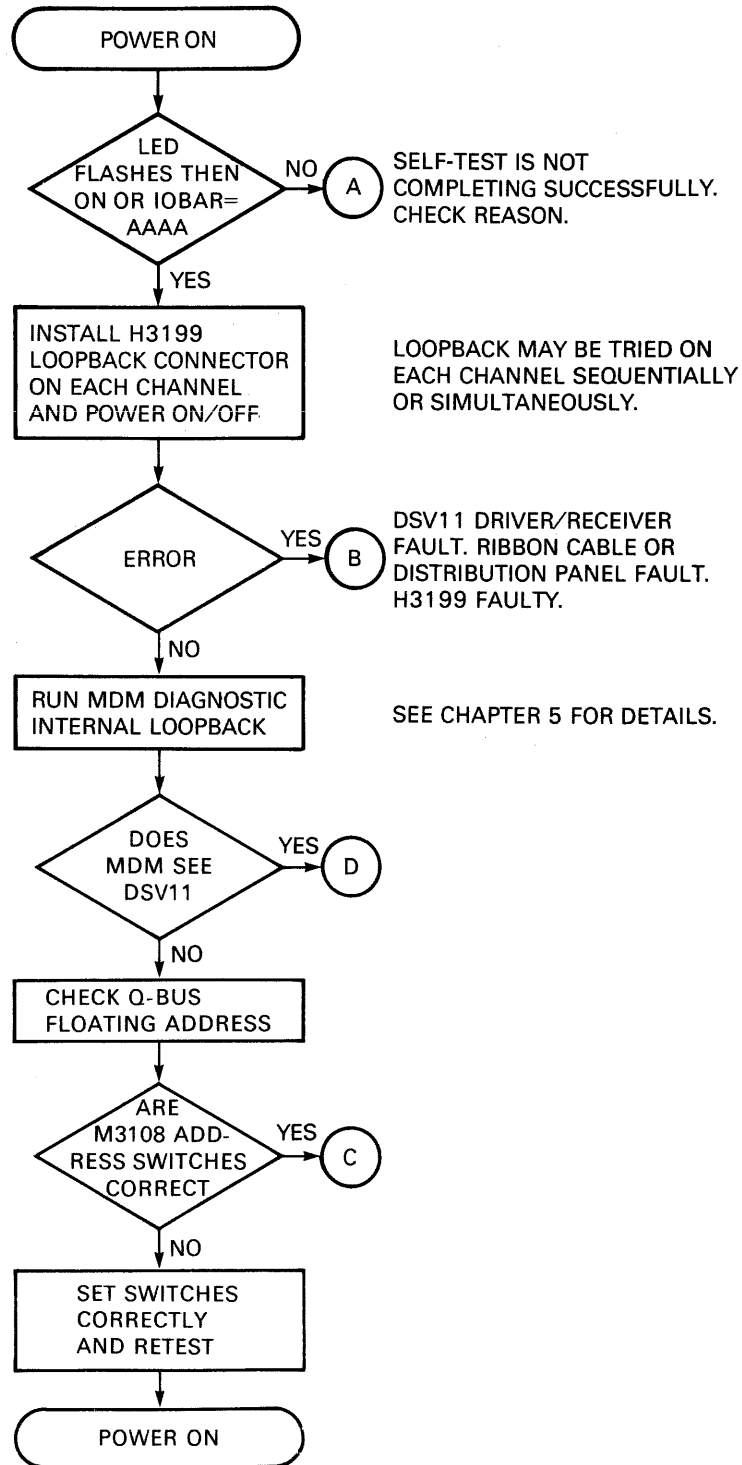 POWER ON
LED
FLASHES THEN
ON OR IOBAR=
AAAA
NO
A
SELF-TEST IS NOT
COMPLETING SUCCESSFULLY.
CHECK REASON.
YES
INSTALL H3199
LOOPBACK CONNECTOR
ON EACH CHANNEL
AND POWER ON/OFF
LOOPBACK MAY BE TRIED ON
EACH CHANNEL SEQUENTIALLY
OR SIMULTANEOUSLY.
ERROR
YES
B
DSV11 DRIVER/RECEIVER
FAULT. RIBBON CABLE OR
DISTRIBUTION PANEL FAULT.
H3199 FAULTY.
NO
RUN MDM DIAGNOSTIC
INTERNAL LOOPBACK
SEE CHAPTER 5 FOR DETAILS.
DOES
MDM SEE
DSV11
YES
D
NO
CHECK Q-BUS
FLOATING ADDRESS
ARE
M3108 ADD-
RESS SWITCHES
CORRECT
YES
C
NO
SET SWITCHES
CORRECTLY
AND RETEST
POWER ON